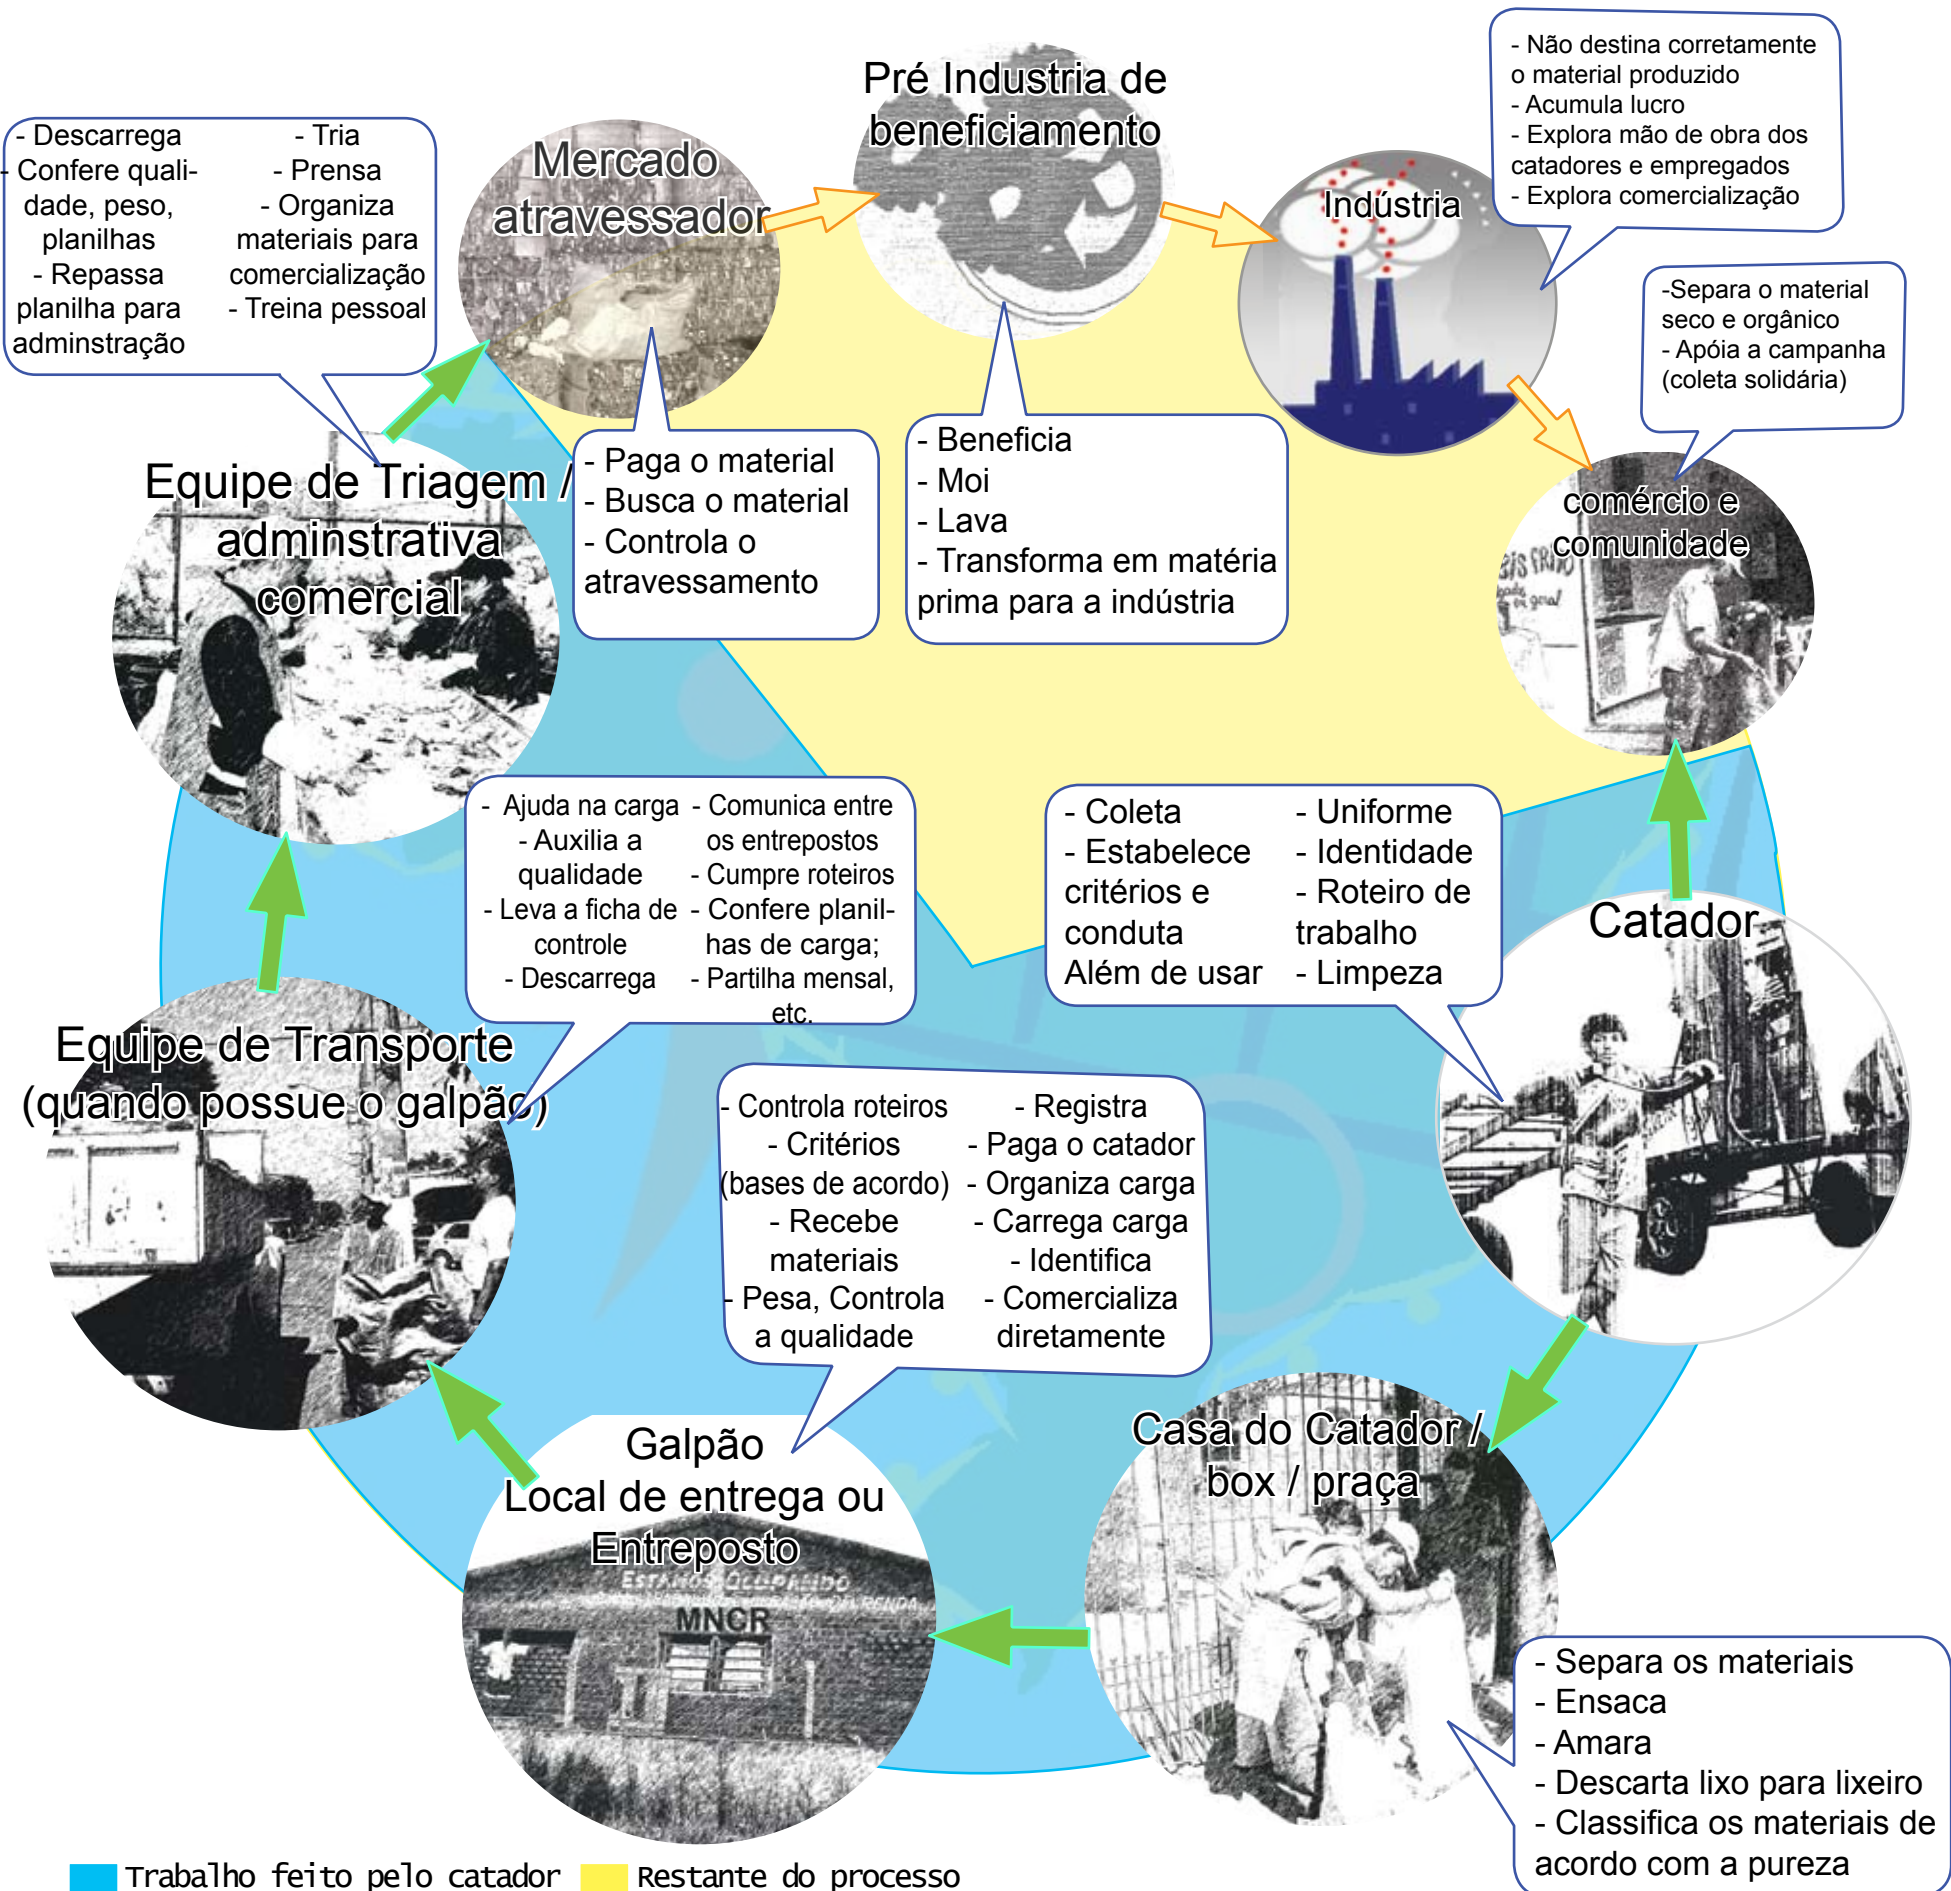 Pré Industria de
beneficiamento
- Não destina corretamente
o material produzido
- Acumula lucro
- Explora mão de obra dos
catadores e empregados
- Explora comercialização
- Descarrega
- Confere quali-
dade, peso,
planilhas
- Repassa
planilha para
adminstração
- Tria
- Prensa
- Organiza
materiais para
comercialização
- Treina pessoal
Mercado
atravessador
Indústria
-Separa o material
seco e orgânico
- Apóia a campanha
(coleta solidária)
Equipe de Triagem /
adminstrativa
comercial
- Paga o material
- Busca o material
- Controla o
atravessamento
- Beneficia
- Moi
- Lava
- Transforma em matéria
prima para a indústria
comércio e
comunidade
- Ajuda na carga
- Auxilia a
qualidade
- Leva a ficha de
controle
- Descarrega
- Comunica entre
os entrepostos
- Cumpre roteiros
- Confere planil-
has de carga;
- Partilha mensal,
etc.
- Coleta
- Estabelece
critérios e
conduta
Além de usar
- Uniforme
- Identidade
- Roteiro de
trabalho
- Limpeza
Catador
Equipe de Transporte
(quando possue o galpão)
- Controla roteiros
- Critérios
(bases de acordo)
- Recebe
materiais
- Pesa, Controla
a qualidade
- Registra
- Paga o catador
- Organiza carga
- Carrega carga
- Identifica
- Comercializa
diretamente
Casa do Catador /
box / praça
Galpão
Local de entrega ou
Entreposto
ESTAMOS OCUPANDO
MNCR
- Separa os materiais
- Ensaca
- Amara
- Descarta lixo para lixeiro
- Classifica os materiais de
acordo com a pureza
Trabalho feito pelo catador
Restante do processo